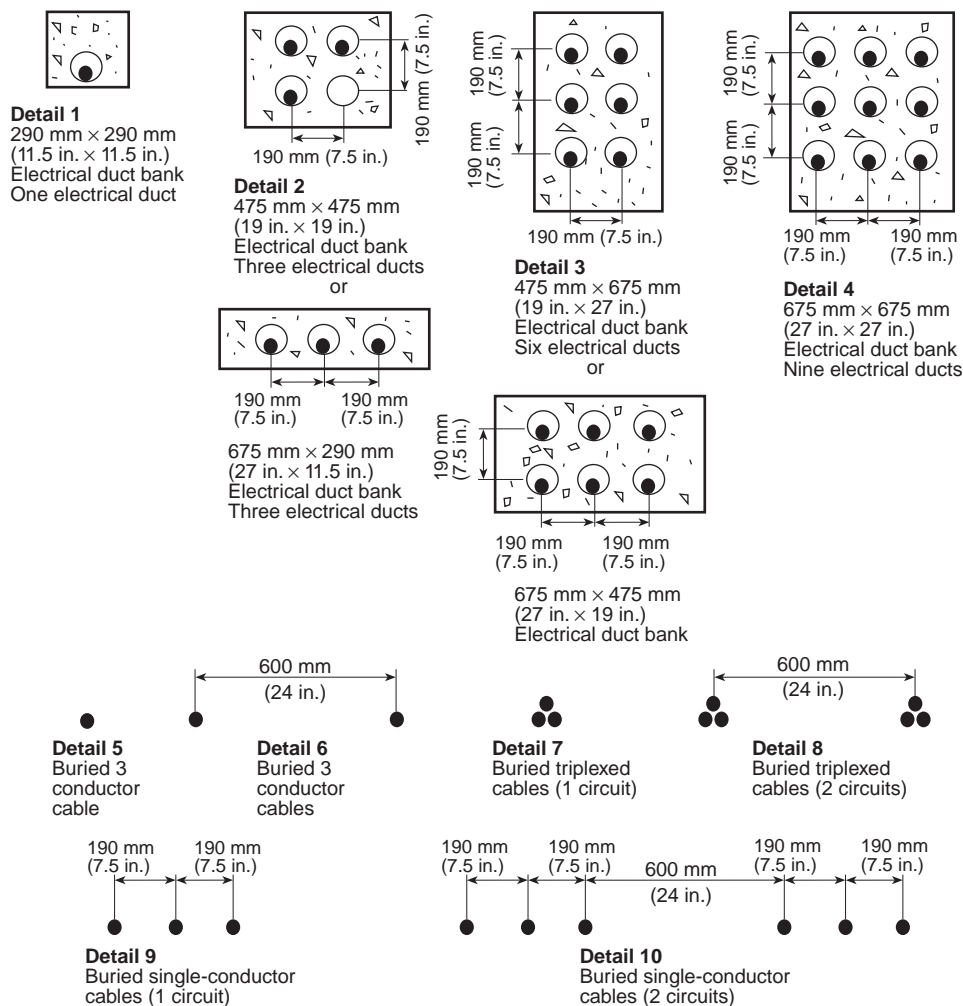 Detail 1
290 mm × 290 mm
(11.5 in. × 11.5 in.)
Electrical duct bank
One electrical duct
190 mm (7.5 in.)
190 mm (7.5 in.)
Detail 2
475 mm × 475 mm
(19 in. × 19 in.)
Electrical duct bank
Three electrical ducts
or
190 mm
(7.5 in.)
190 mm
(7.5 in.)
675 mm × 290 mm
(27 in. × 11.5 in.)
Electrical duct bank
Three electrical ducts
190 mm
(7.5 in.)
190 mm
(7.5 in.)
190 mm (7.5 in.)
Detail 3
475 mm × 675 mm
(19 in. × 27 in.)
Electrical duct bank
Six electrical ducts
or
190 mm
(7.5 in.)
190 mm
(7.5 in.)
190 mm
(7.5 in.)
675 mm × 475 mm
(27 in. × 19 in.)
Electrical duct bank
190 mm
(7.5 in.)
190 mm
(7.5 in.)
190 mm
(7.5 in.)
190 mm
(7.5 in.)
Detail 4
675 mm × 675 mm
(27 in. × 27 in.)
Electrical duct bank
Nine electrical ducts
Detail 5
Buried 3
conductor
cable
600 mm
(24 in.)
Detail 6
Buried 3
conductor
cables
Detail 7
Buried triplexed
cables (1 circuit)
600 mm
(24 in.)
Detail 8
Buried triplexed
cables (2 circuits)
190 mm
(7.5 in.)
190 mm
(7.5 in.)
Detail 9
Buried single-conductor
cables (1 circuit)
190 mm
(7.5 in.)
190 mm
(7.5 in.)
600 mm
(24 in.)
190 mm
(7.5 in.)
190 mm
(7.5 in.)
Detail 10
Buried single-conductor
cables (2 circuits)